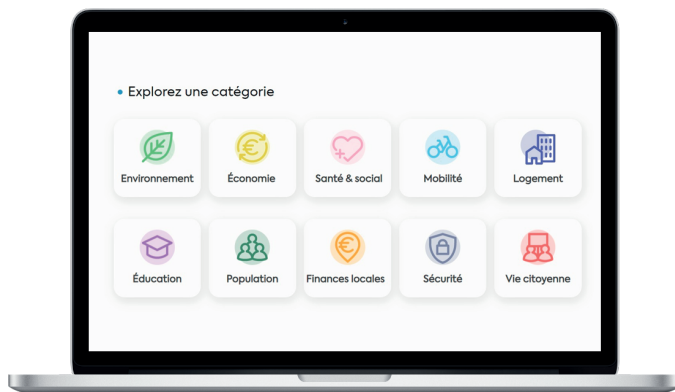 Explorez une catégorie
Environnement
Économie
Santé & social
Mobilité
Logement
Éducation
Population
Finances locales
Sécurité
Vie citoyenne